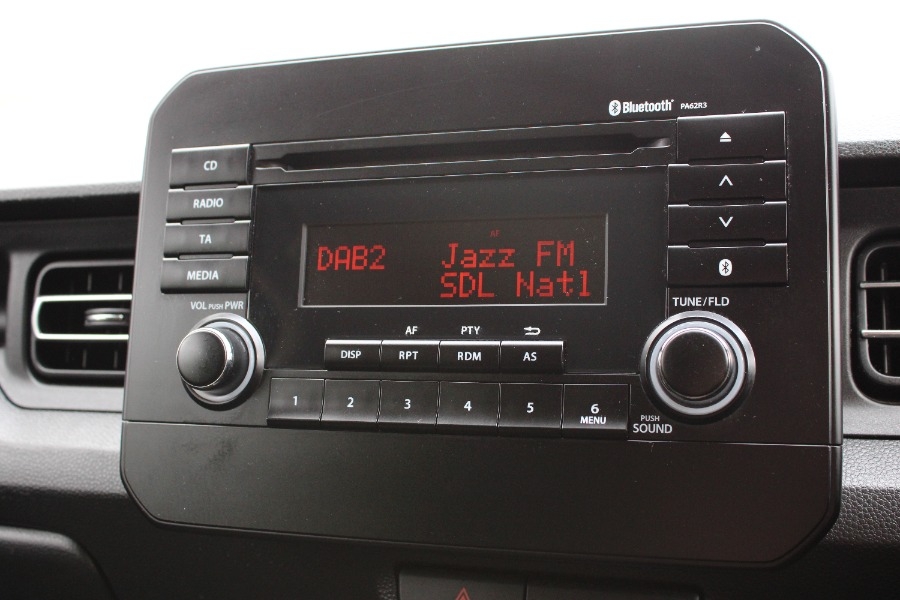 Bluetooth® PA62R3
CD
RADIO
TA
MEDIA
VOL PUSH PWR
AF
DAB2 Jazz FM
SDL Natl
TUNE/FLD
AF PTY
DISP RPT RDM AS
1 2 3 4 5 6
MENU
PUSH
SOUND